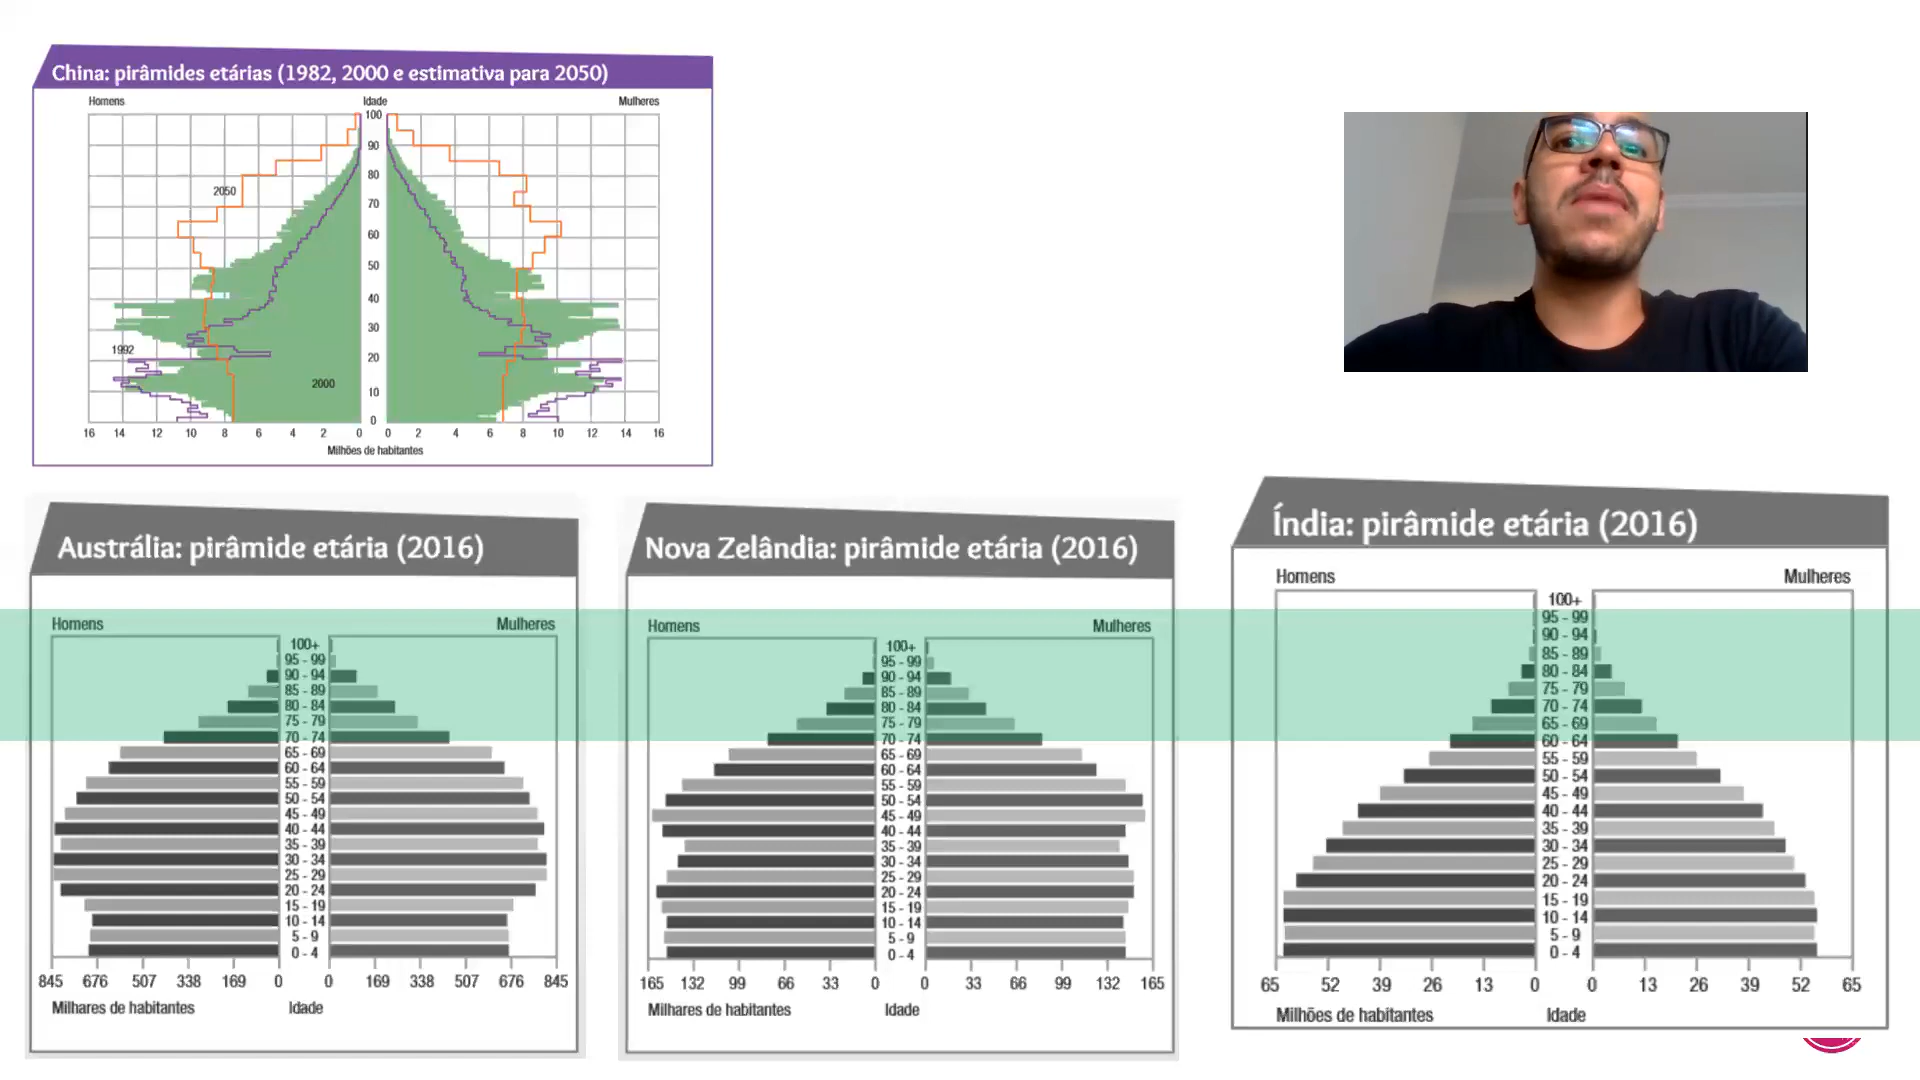 China: pirâmides etárias (1982, 2000 e estimativa para 2050)
Homens Idade Mulheres
100
90
80
2050
70
60
50
40
30
1992
20
2000
10
0
16 14 12 10 8 6 4 2 0 0 2 4 6 8 10 12 14 16
Milhões de habitantes
Austrália: pirâmide etária (2016)
Homens Mulheres
100+
95 - 99
90 - 94
85 - 89
80 - 84
75 - 79
70 - 74
65 - 69
60 - 64
55 - 59
50 - 54
45 - 49
40 - 44
35 - 39
30 - 34
25 - 29
20 - 24
15 - 19
10 - 14
5 - 9
0 - 4
845 676 507 338 169 0 0 169 338 507 676 845
Milhares de habitantes Idade
Nova Zelândia: pirâmide etária (2016)
Homens Mulheres
100+
95 - 99
90 - 94
85 - 89
80 - 84
75 - 79
70 - 74
65 - 69
60 - 64
55 - 59
50 - 54
45 - 49
40 - 44
35 - 39
30 - 34
25 - 29
20 - 24
15 - 19
10 - 14
5 - 9
0 - 4
165 132 99 66 33 0 0 33 66 99 132 165
Milhares de habitantes Idade
Índia: pirâmide etária (2016)
Homens Mulheres
100+
95 - 99
90 - 94
85 - 89
80 - 84
75 - 79
70 - 74
65 - 69
60 - 64
55 - 59
50 - 54
45 - 49
40 - 44
35 - 39
30 - 34
25 - 29
20 - 24
15 - 19
10 - 14
5 - 9
0 - 4
65 52 39 26 13 0 0 13 26 39 52 65
Milhões de habitantes Idade